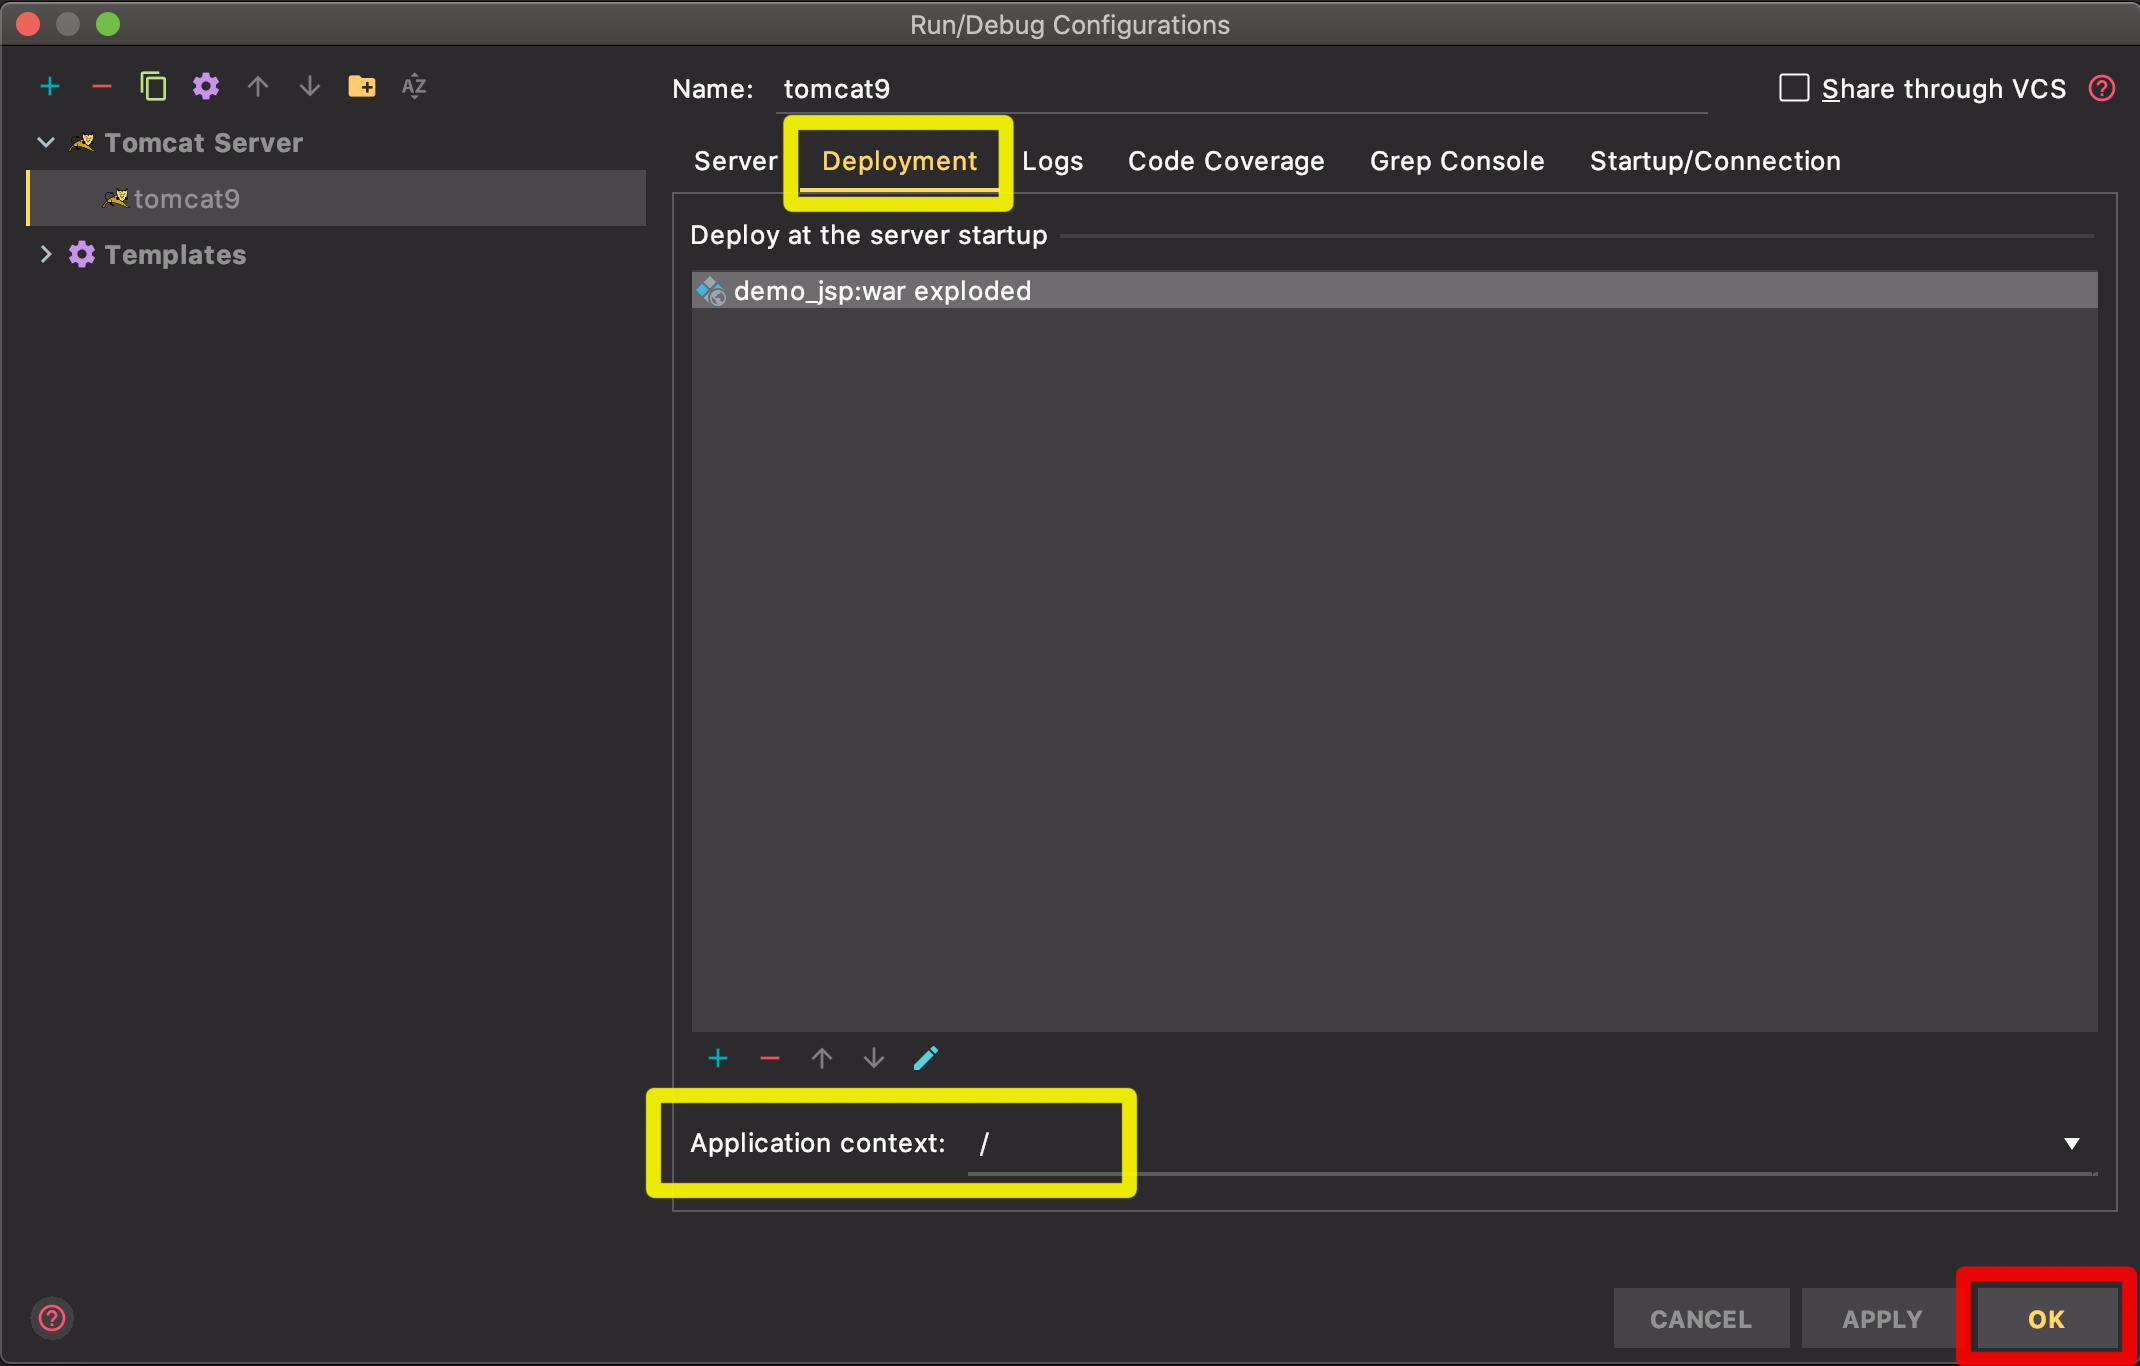 Run/Debug Configurations
Name: tomcat9
Share through VCS
Tomcat Server
tomcat9
Templates
Server Deployment Logs Code Coverage Grep Console Startup/Connection
Deploy at the server startup
demo_jsp:war exploded
Application context: /
CANCEL APPLY OK